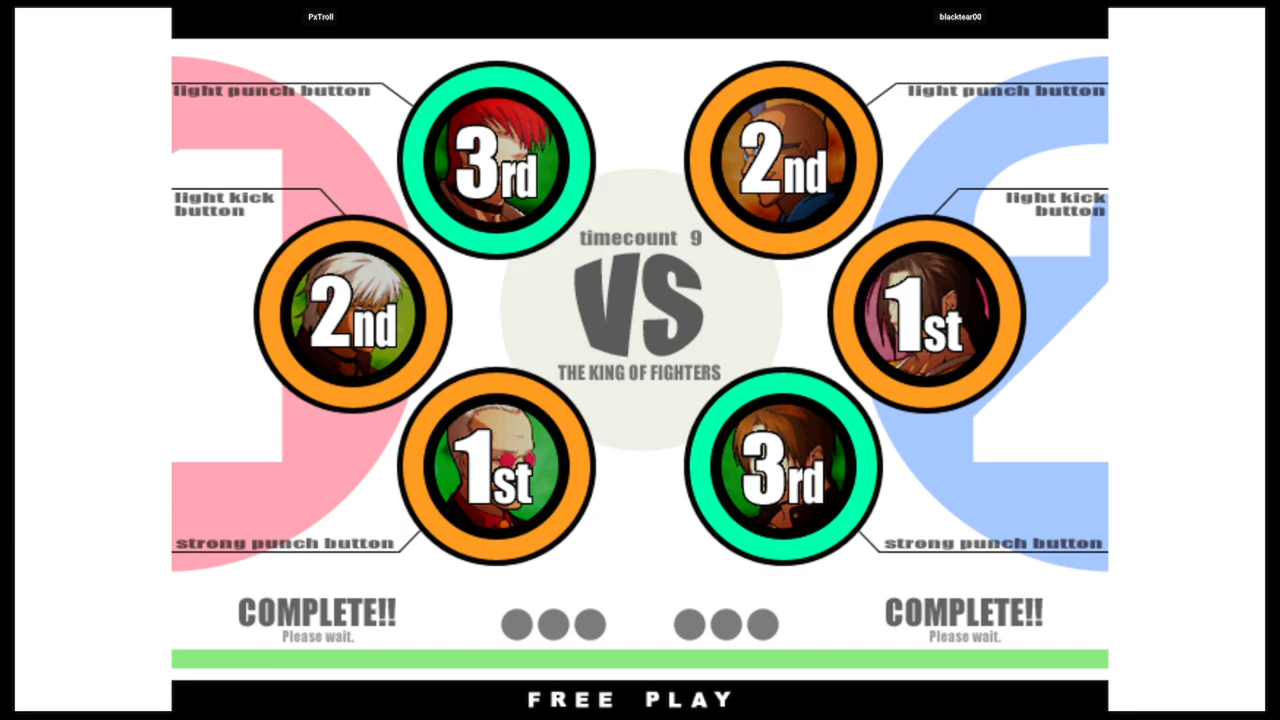 PxTroll
blacktear00
light punch button
light punch button
3rd
2nd
light kick
button
light kick
button
timecount 9
VS
THE KING OF FIGHTERS
2nd
1st
1st
3rd
strong punch button
strong punch button
COMPLETE!!
Please wait.
COMPLETE!!
Please wait.
FREE PLAY